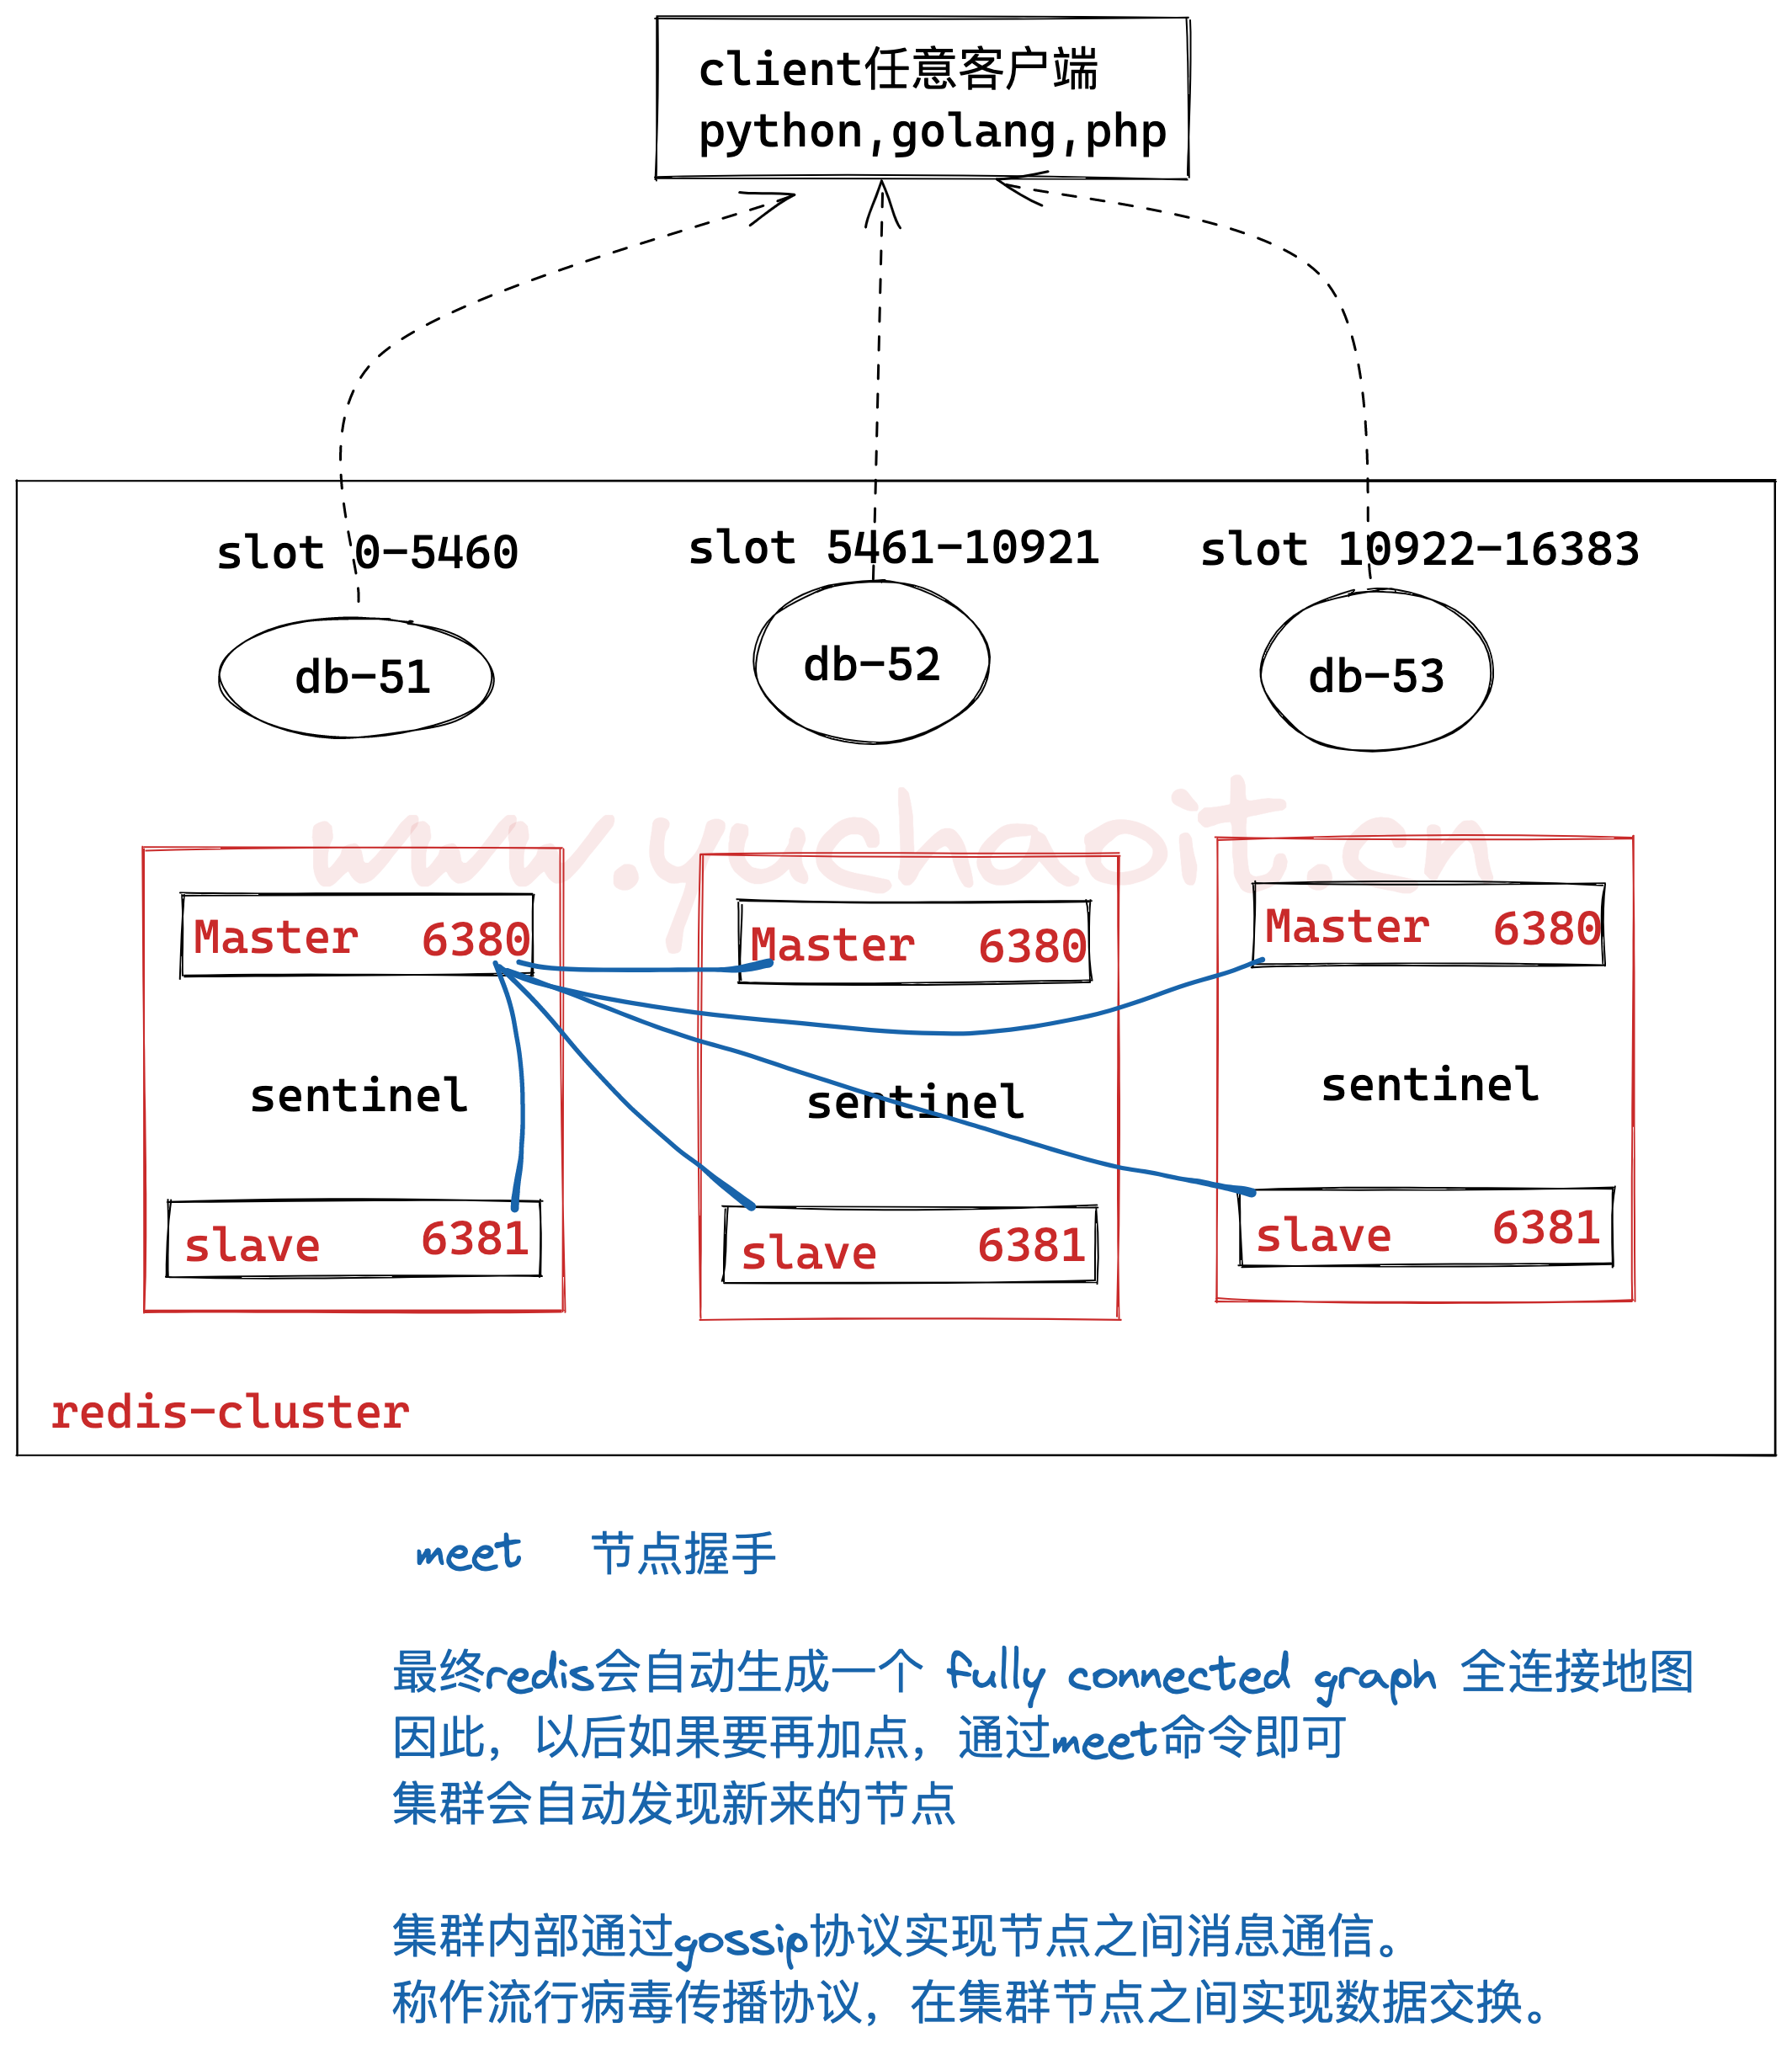 client任意客户端
python,golang,php
slot 0-5460
slot 5461-10921
slot 10922-16383
db-51
db-52
db-53
www.yuchaoit.cn
Master 6380
Master 6380
Master 6380
sentinel
sentinel
sentinel
slave 6381
slave 6381
slave 6381
redis-cluster
meet 节点握手
最终redis会自动生成一个 fully connected graph 全连接地图
因此，以后如果要再加点，通过meet命令即可
集群会自动发现新来的节点
集群内部通过gossip协议实现节点之间消息通信。
称作流行病毒传播协议，在集群节点之间实现数据交换。